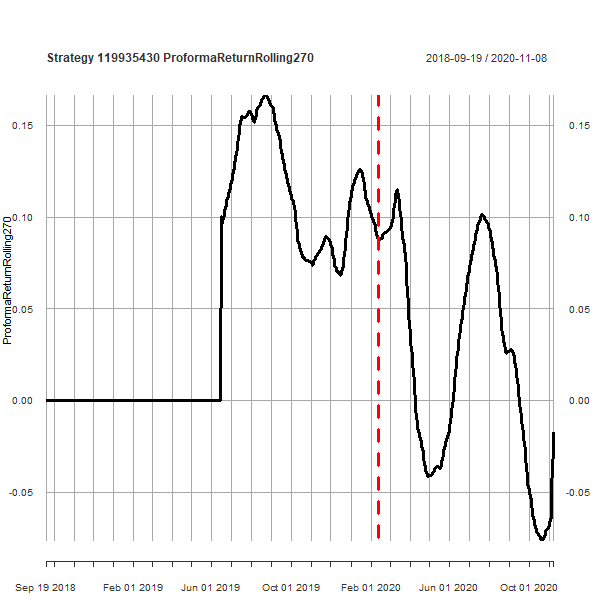 Strategy 119935430 ProformaReturnRolling270 2018-09-19 / 2020-11-08
0.15 0.15
0.10 0.10
0.05 0.05
0.00 0.00
-0.05 -0.05
ProformaReturnRolling270
Sep 19 2018 Feb 01 2019 Jun 01 2019 Oct 01 2019 Feb 01 2020 Jun 01 2020 Oct 01 2020